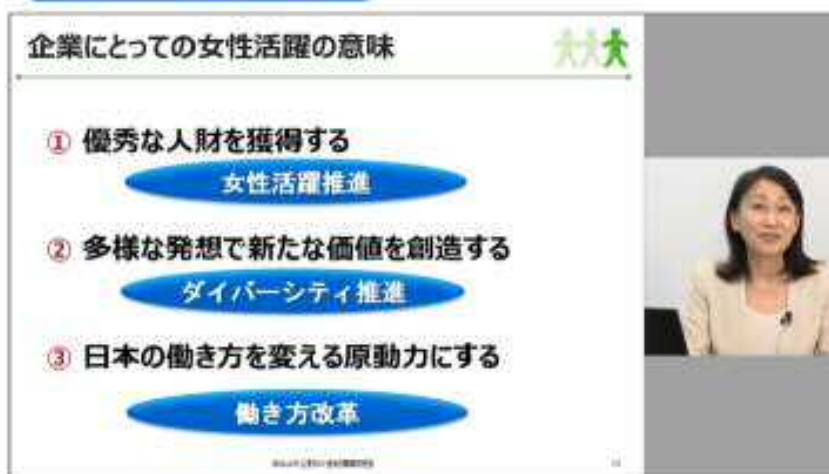 企業にとっての女性活躍の意味
① 優秀な人財を獲得する
女性活躍推進
② 多様な発想で新たな価値を創造する
ダイバーシティ推進
③ 日本の働き方を変える原動力にする
働き方改革